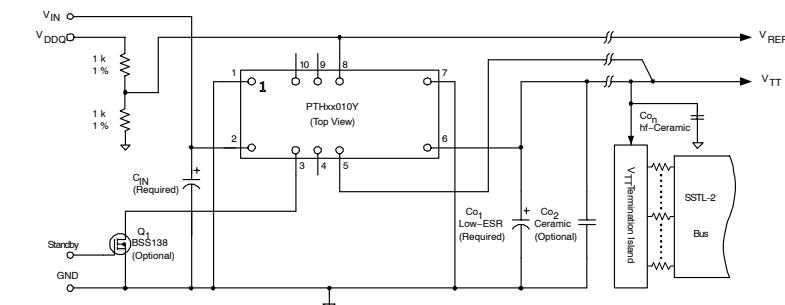 VIN
VDDQ
VREF
1 k
1 %
10
9
8
1
1
7
VTT
PTHxx010Y
(Top View)
1 k
1 %
Con
hf−Ceramic
2
6
3
4
5
CIN
(Required)
+
VTTTermination Island
SSTL−2
Bus
Co1
Low−ESR
(Required)
+
Co2
Ceramic
(Optional)
Q1
BSS138
(Optional)
Standby
GND